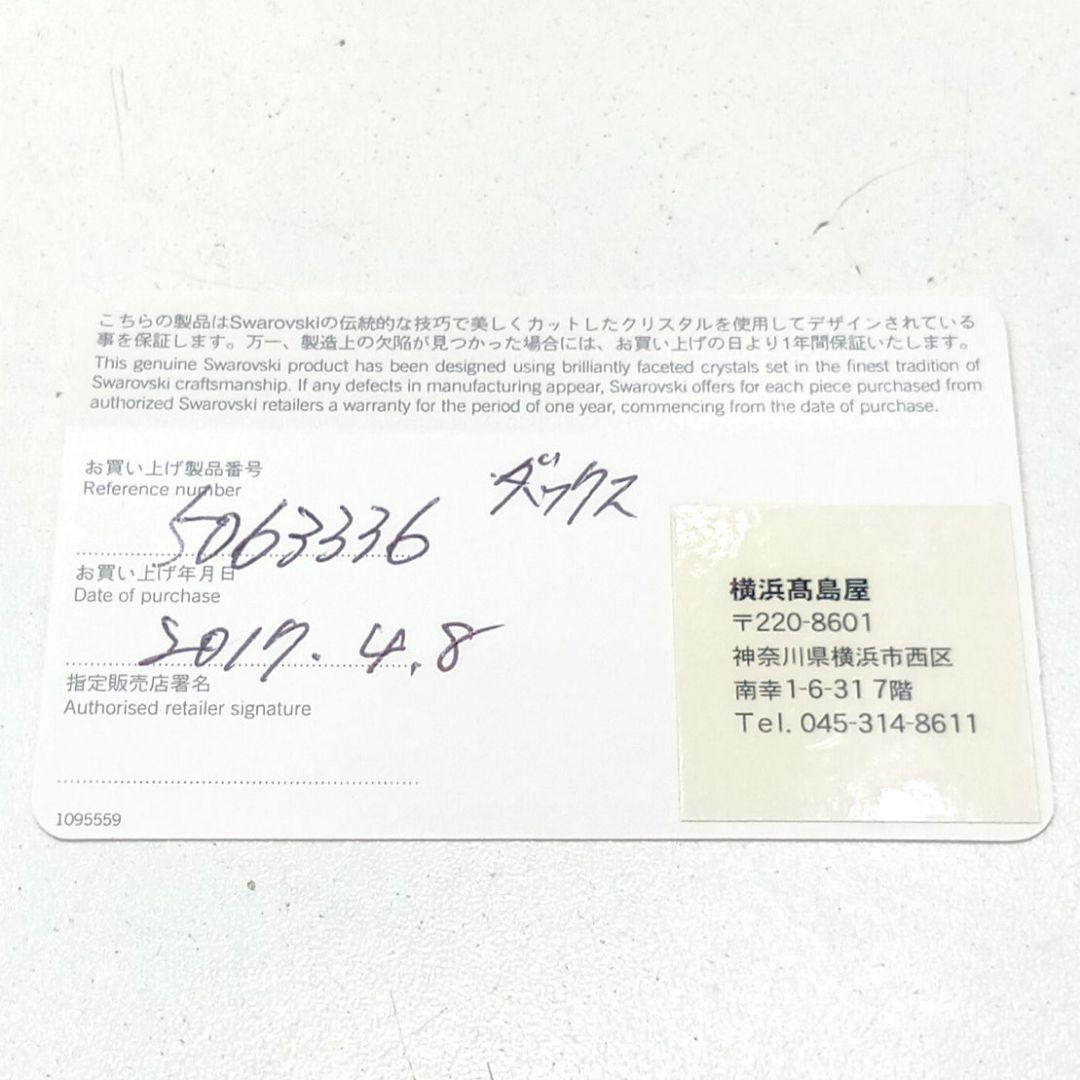 こちらの製品はSwarovskiの伝統的な技巧で美しくカットしたクリスタルを使用してデザインされている
事を保証します。万一、製造上の欠陥が見つかった場合には、お買い上げの日より1年間保証いたします。
This genuine Swarovski product has been designed using brilliantly faceted crystals set in the finest tradition of
Swarovski craftsmanship. If any defects in manufacturing appear, Swarovski offers for each piece purchased from
authorized Swarovski retailers a warranty for the period of one year, commencing from the date of purchase.
お買い上げ製品番号
Reference number
ダックス
5063336
お買い上げ年月日
Date of purchase
2017.4.8
指定販売店署名
Authorised retailer signature
1095559
横浜髙島屋
〒220-8601
神奈川県横浜市西区
南幸1-6-31 7階
Tel. 045-314-8611